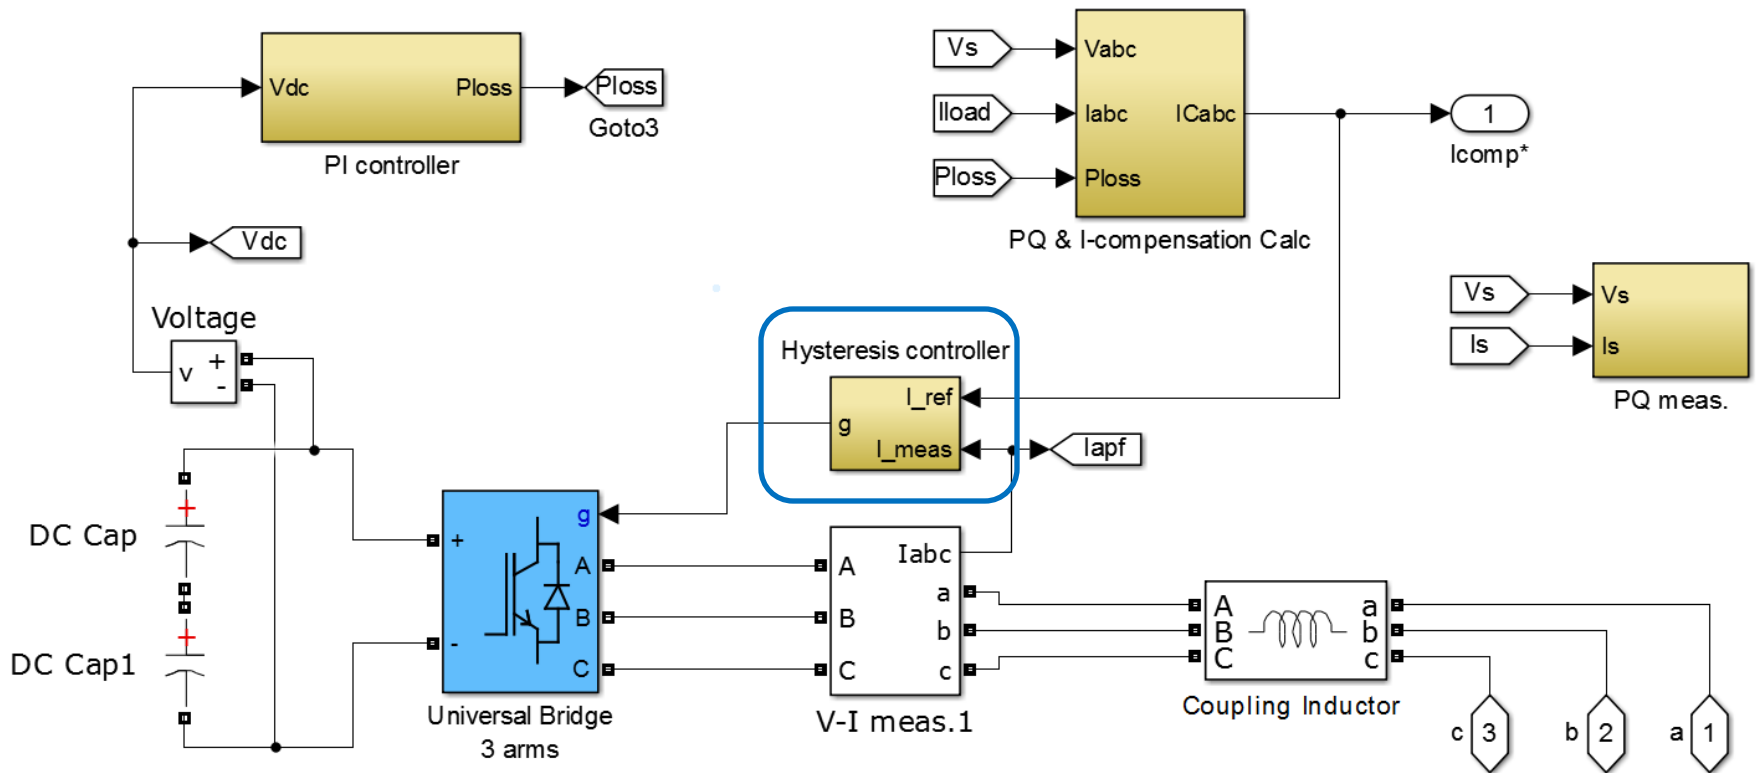 Vdc
Ploss
PI controller
Ploss
Goto3
Vs
Iload
Ploss
Vabc
Iabc
Ploss
ICabc
PQ & I-compensation Calc
1
Icomp*
Vdc
Vs
Is
Vs
Is
PQ meas.
Voltage
v
+
-
Hysteresis controller
I_ref
g
I_meas
Iapf
+
DC Cap
+
DC Cap1
g
+
A
B
-
C
Universal Bridge
3 arms
Iabc
A
a
B
b
C
c
V-I meas.1
A
a
B
b
C
c
Coupling Inductor
c
3
b
2
a
1